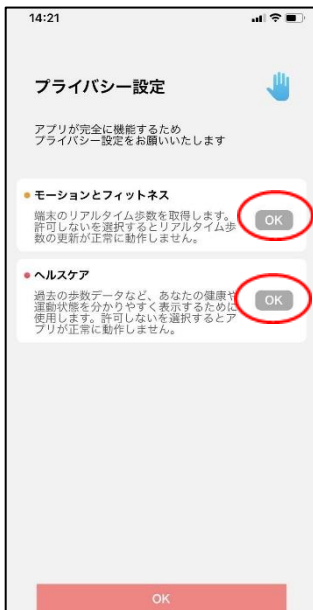 14:21
プライバシー設定
アプリが完全に機能するため
プライバシー設定をお願いいたします
モーションとフィットネス
端末のリアルタイム歩数を取得します。
許可しないを選択するとリアルタイム歩
数の更新が正常に動作しません。
OK
ヘルスケア
過去の歩数データなど、あなたの健康や
運動状態を分かりやすく表示するために
使用します。許可しないを選択するとア
プリが正常に動作しません。
OK
OK